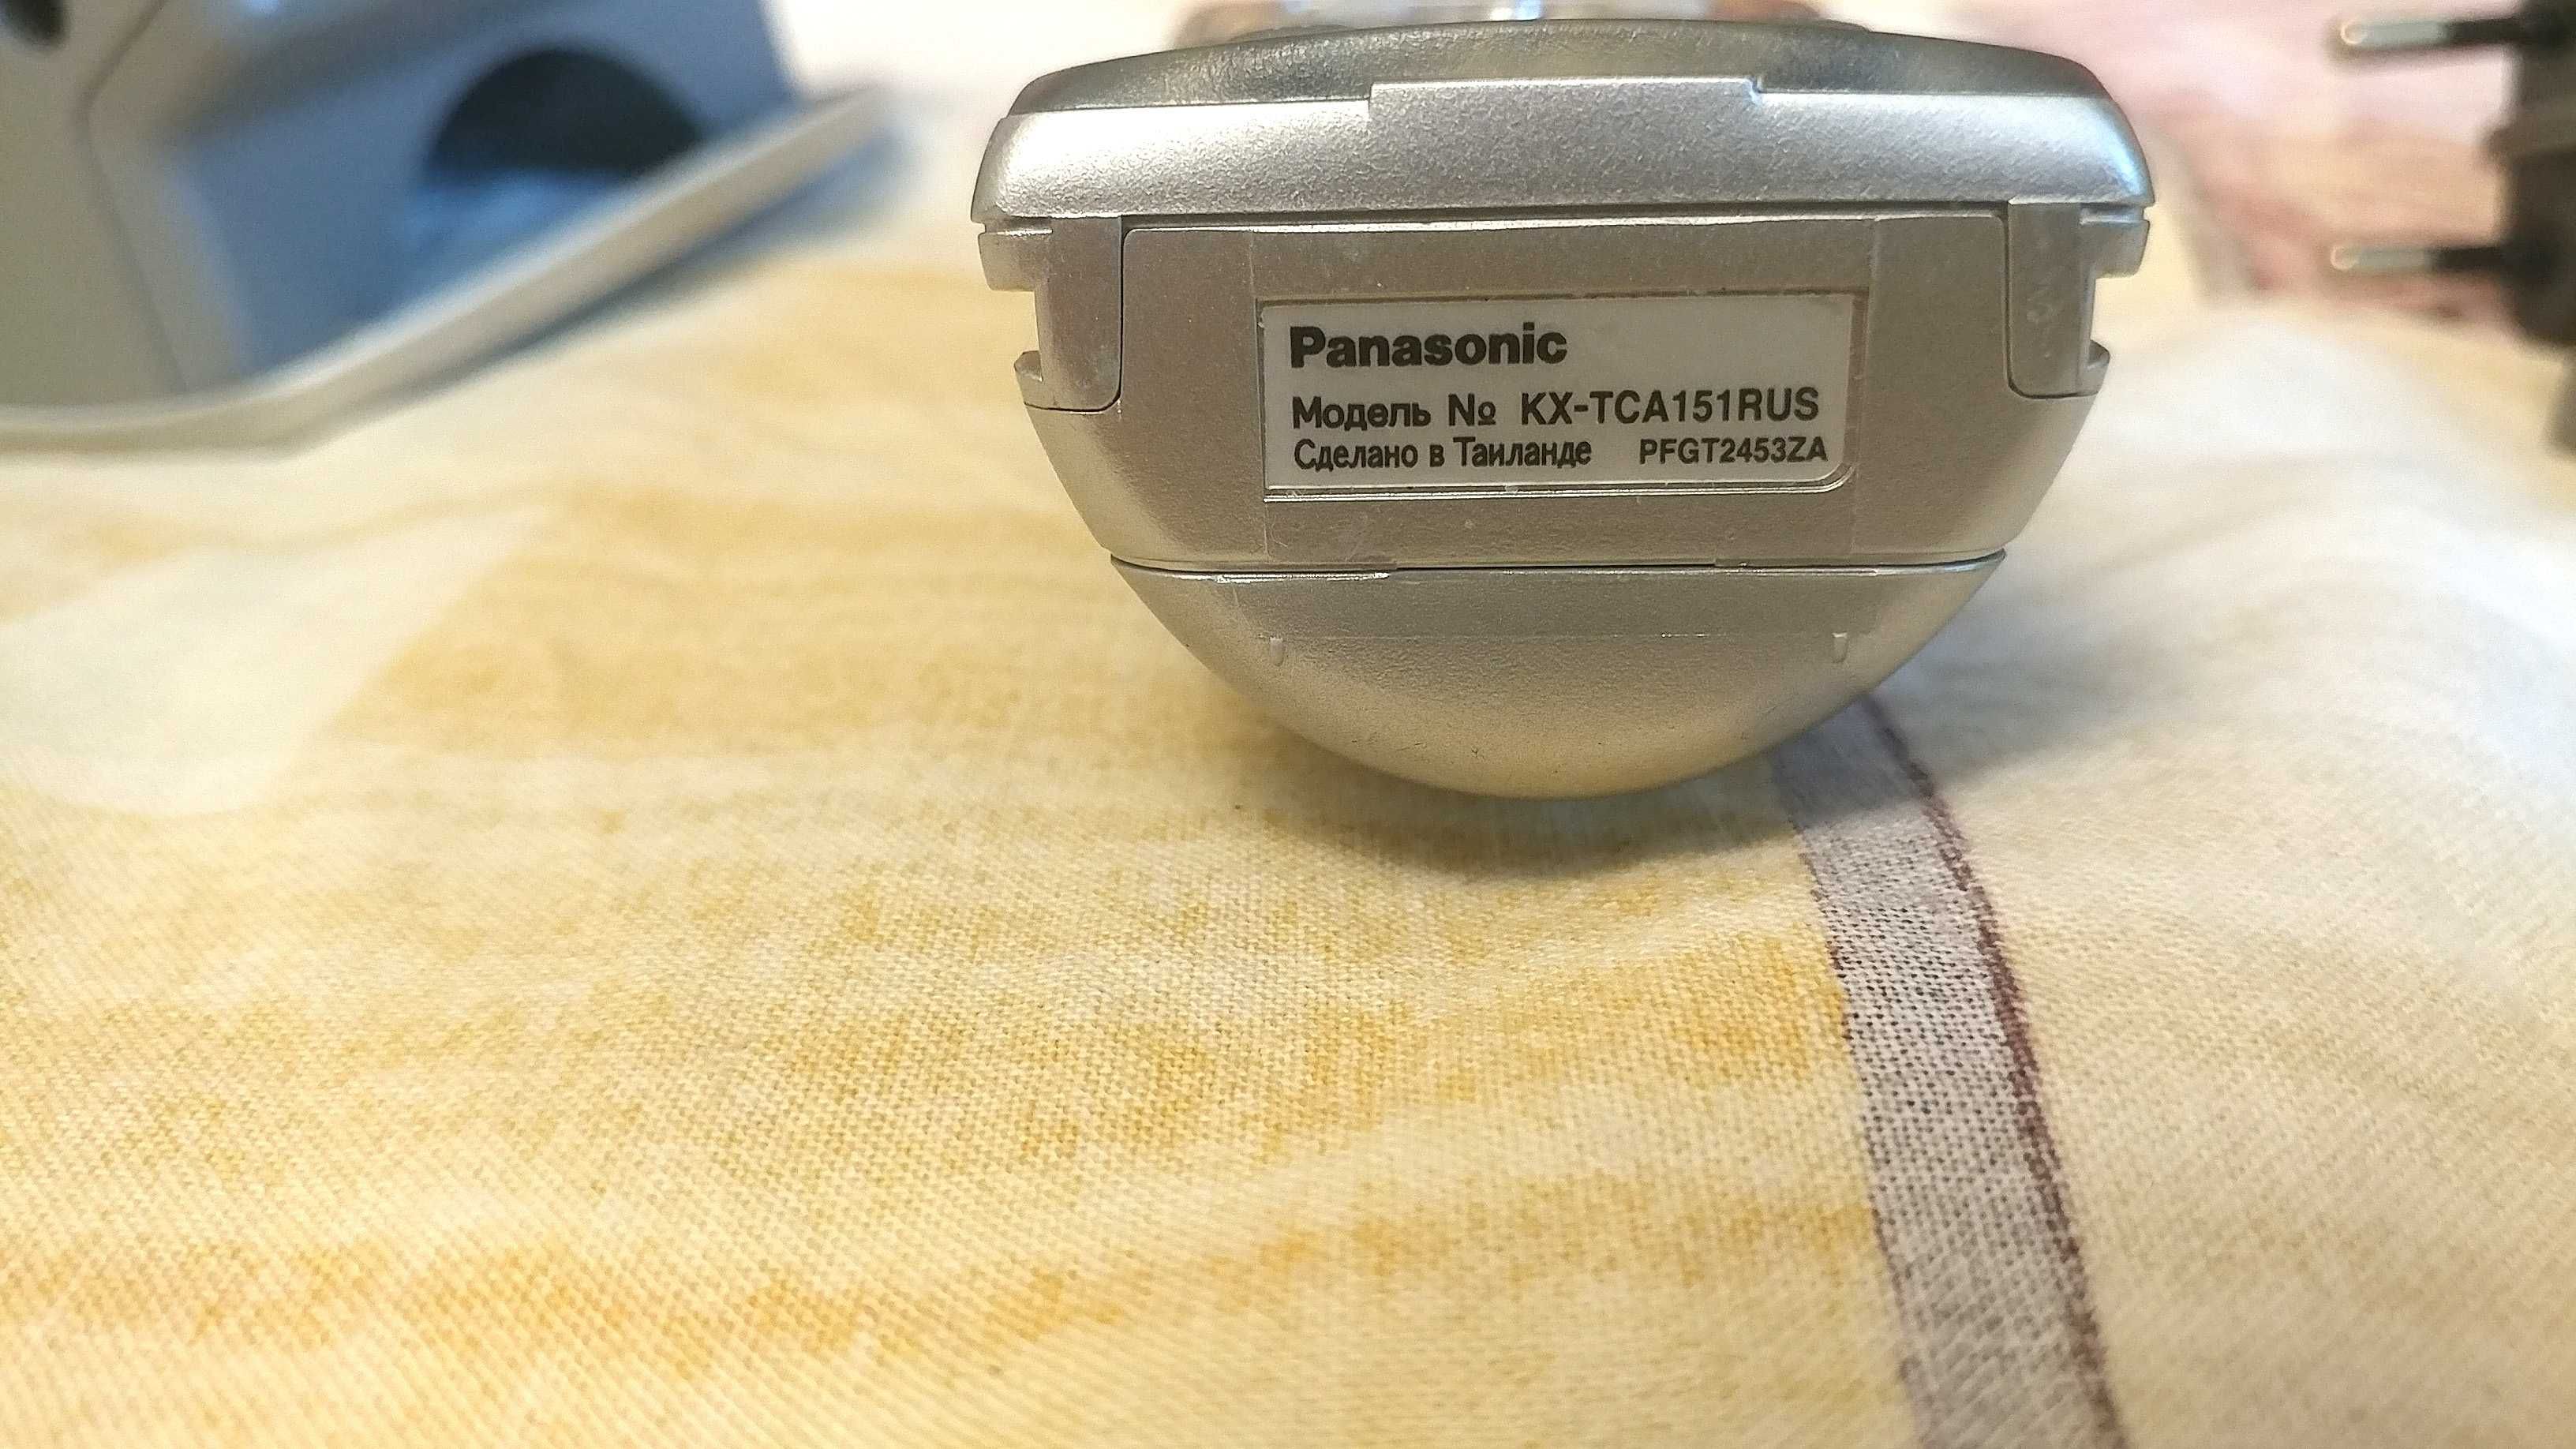 Panasonic
Модель № KX-TCA151RUS
Сделано в Таиланде PFGT2453ZA